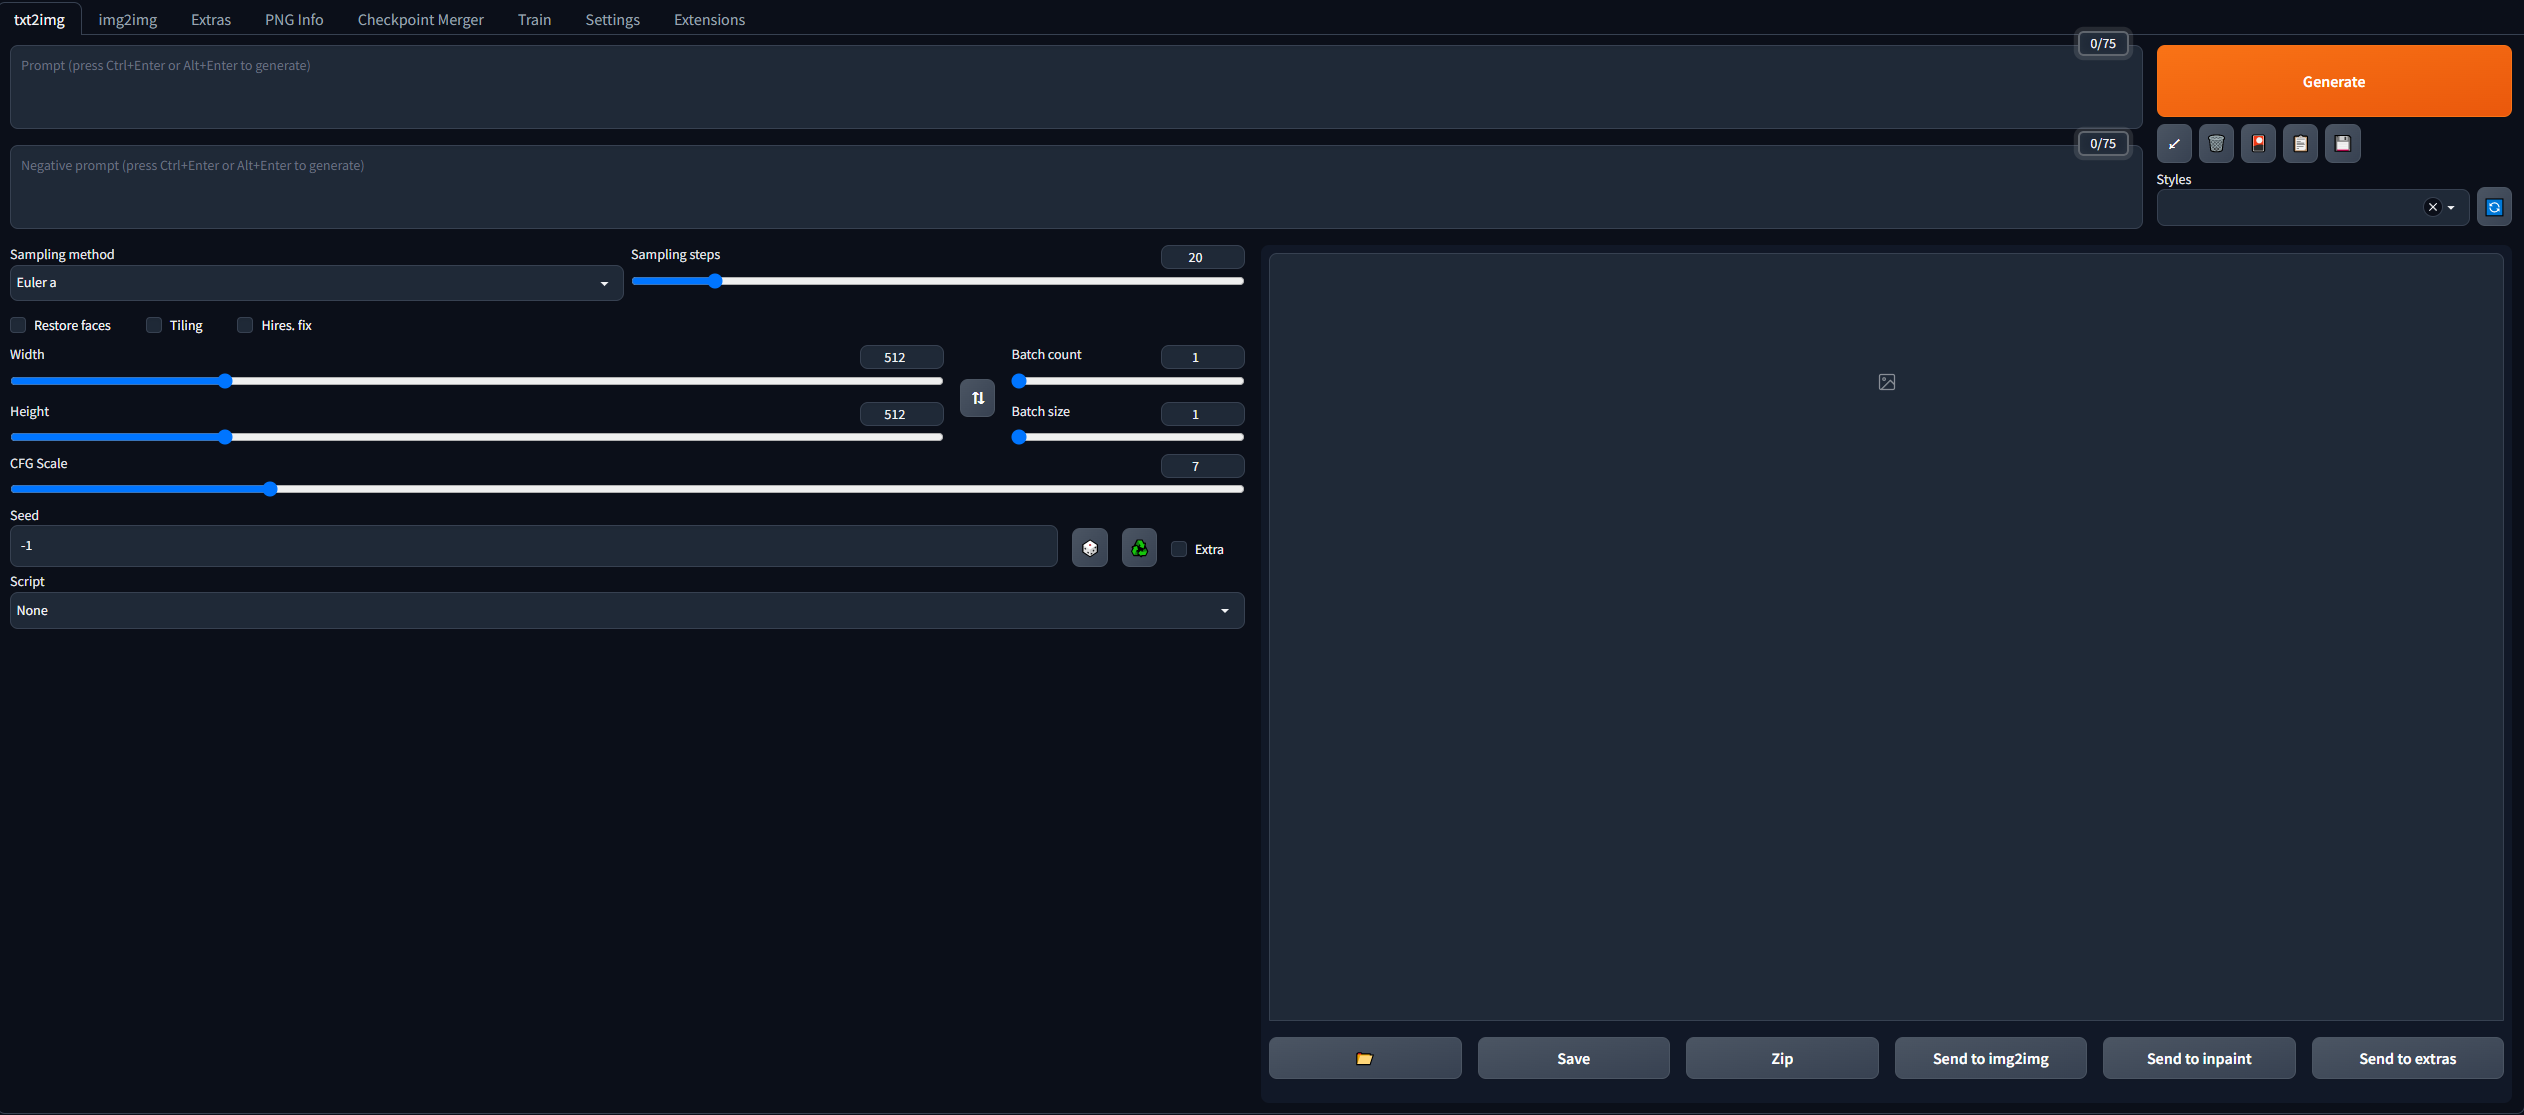 txt2img img2img Extras PNG Info Checkpoint Merger Train Settings Extensions
0/75
Prompt (press Ctrl+Enter or Alt+Enter to generate)
Generate
0/75
Negative prompt (press Ctrl+Enter or Alt+Enter to generate)
Styles
Sampling method
Euler a
Sampling steps
20
Restore faces Tiling Hires. fix
Width
512
Batch count
1
Height
512
Batch size
1
CFG Scale
7
Seed
-1
Extra
Script
None
Save Zip Send to img2img Send to inpaint Send to extras